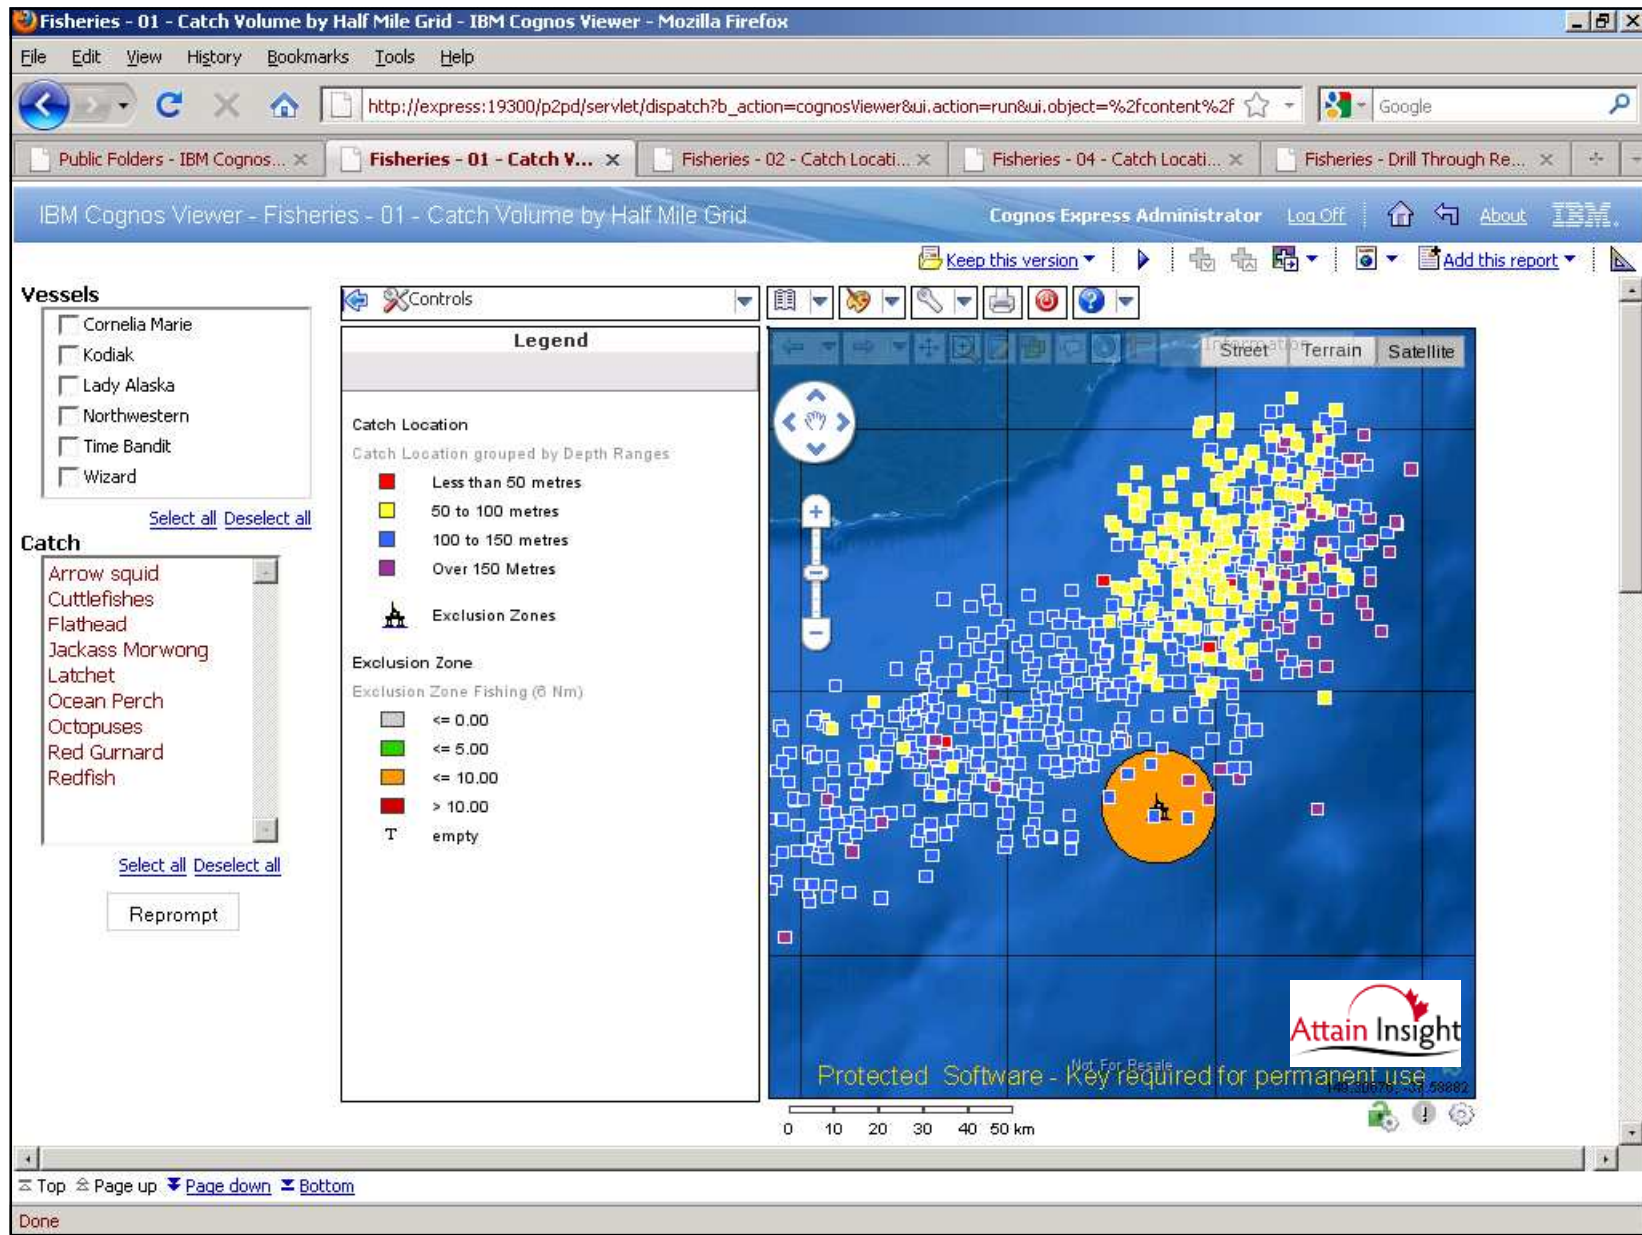 Fisheries - 01 - Catch Volume by Half Mile Grid - IBM Cognos Viewer - Mozilla Firefox
File Edit View History Bookmarks Tools Help
http://express:19300/p2pd/servlet/dispatch?b_action=cognosViewer&ui.action=run&ui.object=%2fcontent%2f Google
Public Folders - IBM Cognos... Fisheries - 01 - Catch V... Fisheries - 02 - Catch Locati... Fisheries - 04 - Catch Locati... Fisheries - Drill Through Re...
IBM Cognos Viewer - Fisheries - 01 - Catch Volume by Half Mile Grid Cognos Express Administrator Log Off About IBM.
Keep this version Add this report
Vessels
Cornelia Marie
Kodiak
Lady Alaska
Northwestern
Time Bandit
Wizard
Select all Deselect all
Catch
Arrow squid
Cuttlefishes
Flathead
Jackass Morwong
Latchet
Ocean Perch
Octopuses
Red Gurnard
Redfish
Select all Deselect all
Reprompt
Controls
Legend
Catch Location
Catch Location grouped by Depth Ranges
Less than 50 metres
50 to 100 metres
100 to 150 metres
Over 150 Metres
Exclusion Zones
Exclusion Zone
Exclusion Zone Fishing (6 Nm)
<= 0.00
<= 5.00
<= 10.00
> 10.00
T empty
Information
Street Terrain Satellite
Attain Insight
Not For Resale
Protected Software - Key required for permanent use
0 10 20 30 40 50 km
Top Page up Page down Bottom
Done